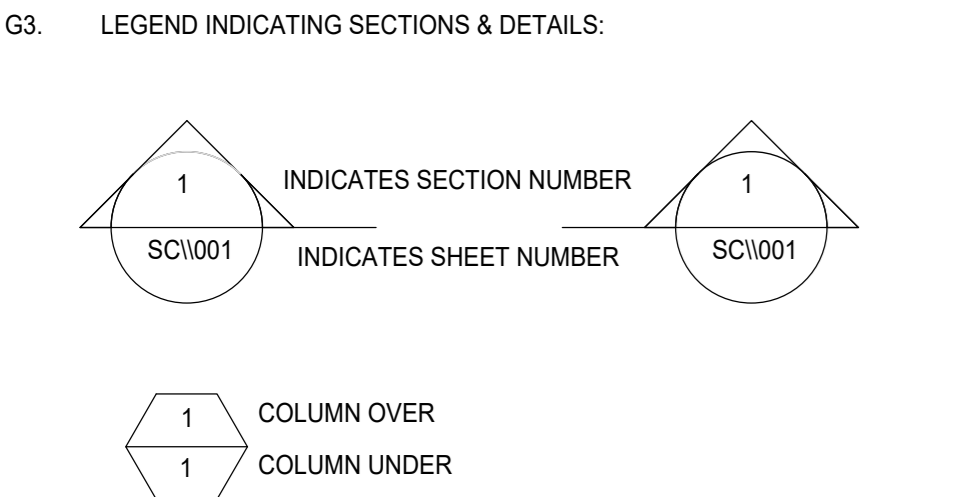 G3. LEGEND INDICATING SECTIONS & DETAILS:
1 INDICATES SECTION NUMBER 1
SC\\001 INDICATES SHEET NUMBER SC\\001
1 COLUMN OVER
1 COLUMN UNDER